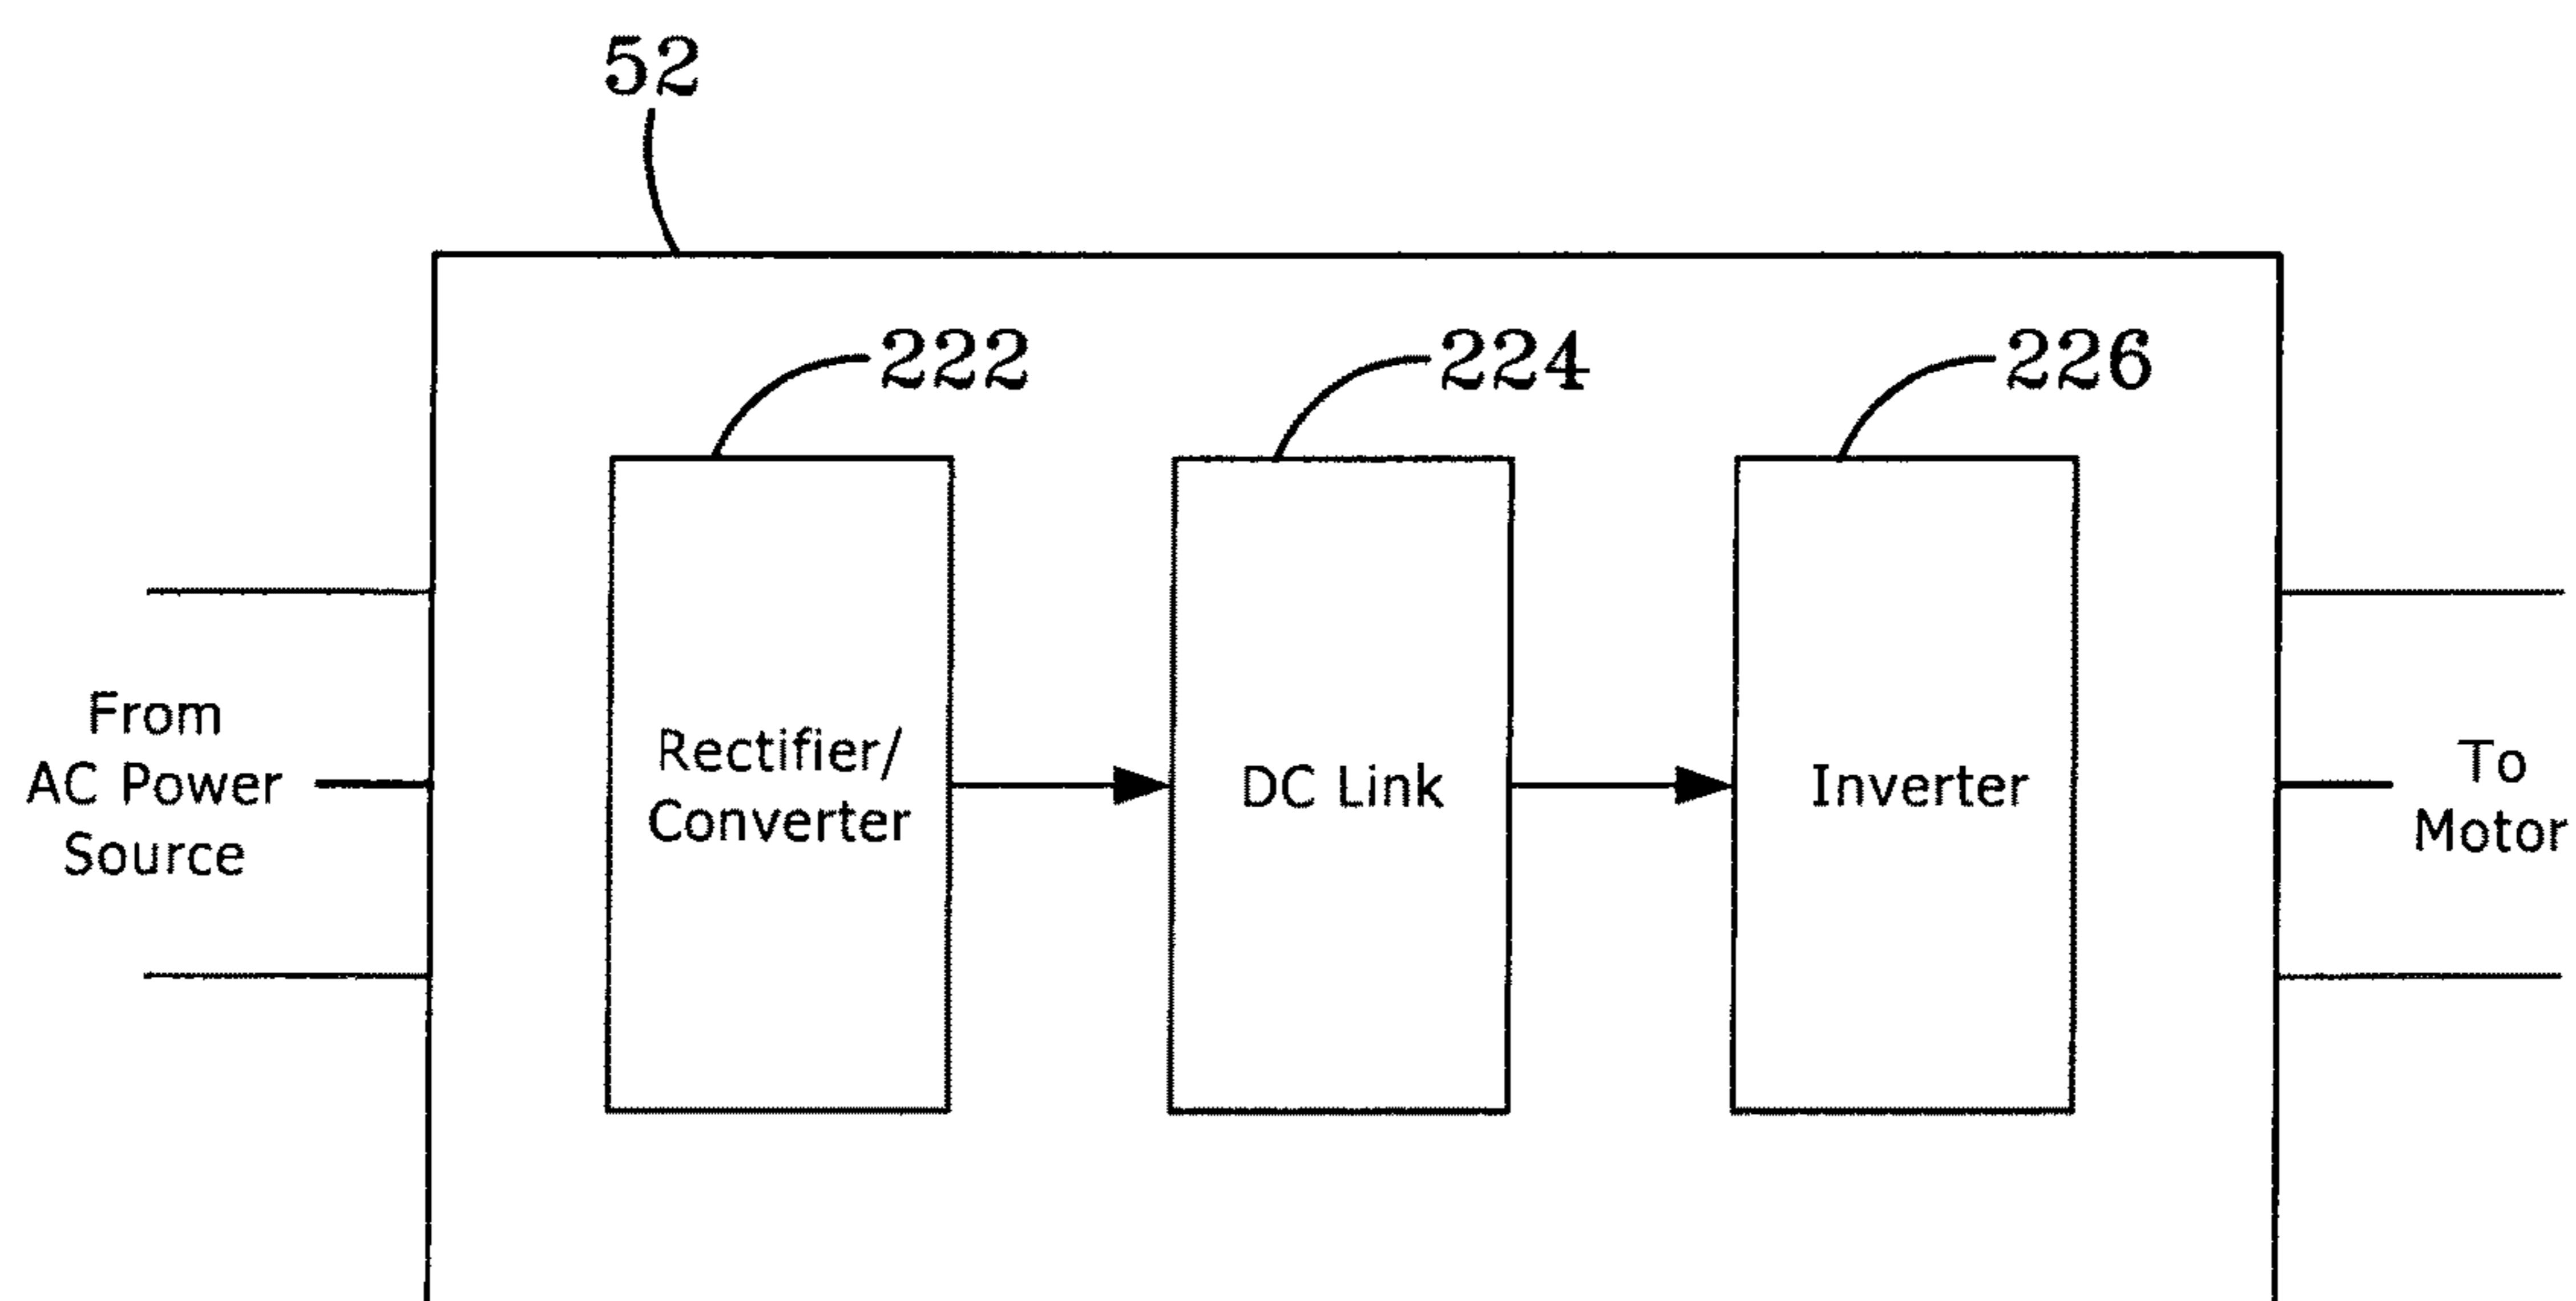 52
222
224
226
From
AC Power
Source
Rectifier/
Converter
DC Link
Inverter
To
Motor